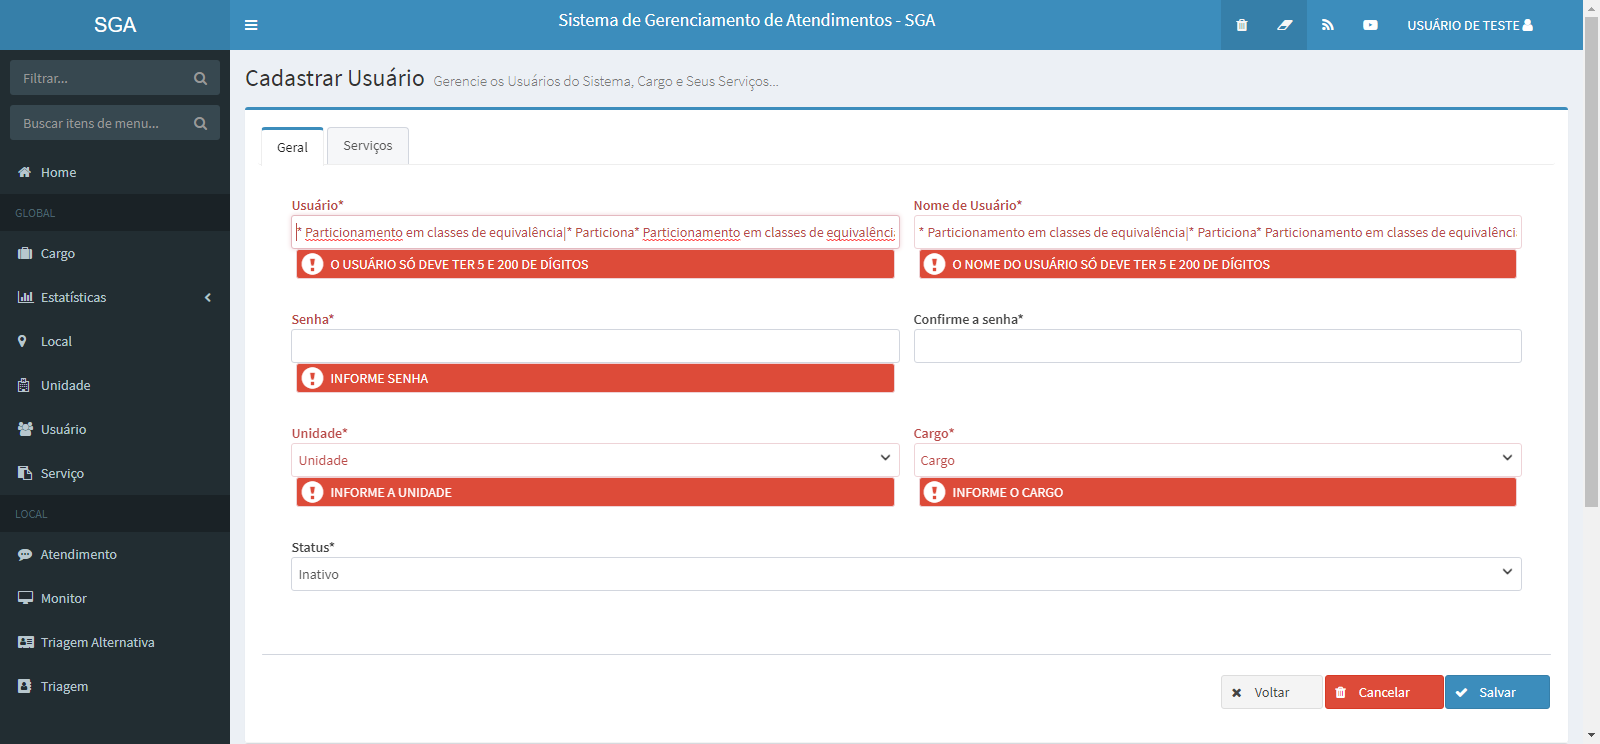 SGA
Sistema de Gerenciamento de Atendimentos - SGA
USUÁRIO DE TESTE
Filtrar...
Buscar itens de menu...
Home
GLOBAL
Cargo
Estatísticas
Local
Unidade
Usuário
Serviço
LOCAL
Atendimento
Monitor
Triagem Alternativa
Triagem
Cadastrar Usuário Gerencie os Usuários do Sistema, Cargo e Seus Serviços...
Geral
Serviços
Usuário*
* Particionamento em classes de equivalência|* Particiona* Particionamento em classes de equivalênci
O USUÁRIO SÓ DEVE TER 5 E 200 DE DÍGITOS
Nome de Usuário*
* Particionamento em classes de equivalência|* Particiona* Particionamento em classes de equivalênci
O NOME DO USUÁRIO SÓ DEVE TER 5 E 200 DE DÍGITOS
Senha*
INFORME SENHA
Confirme a senha*
Unidade*
Unidade
INFORME A UNIDADE
Cargo*
Cargo
INFORME O CARGO
Status*
Inativo
Voltar
Cancelar
Salvar